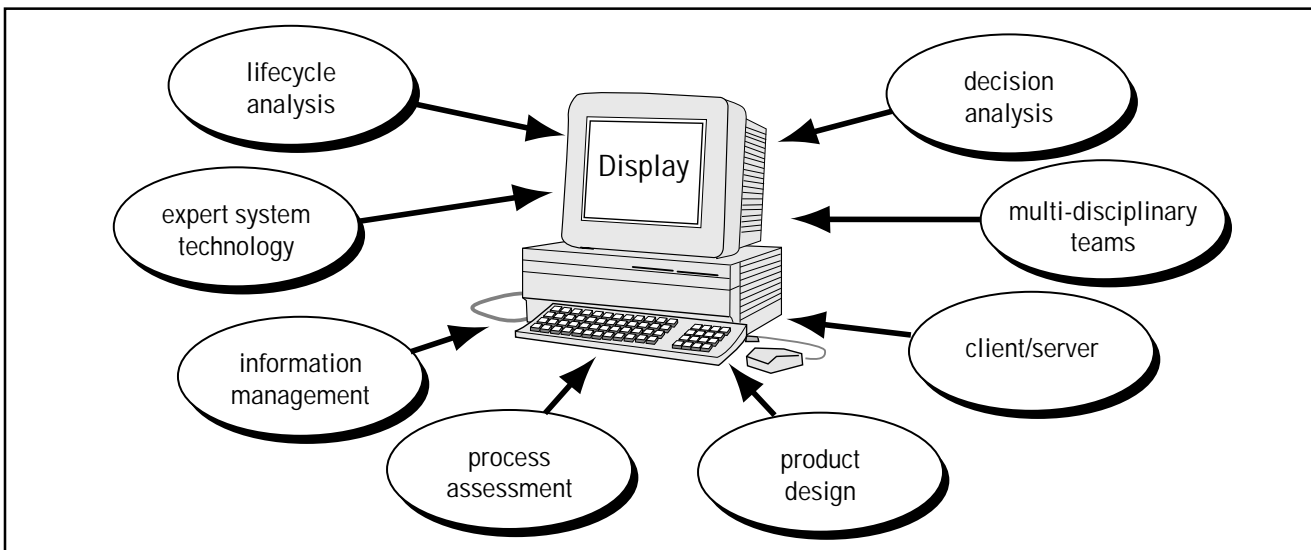 lifecycle
analysis
decision
analysis
Display
expert system
technology
multi-disciplinary
teams
information
management
client/server
process
assessment
product
design